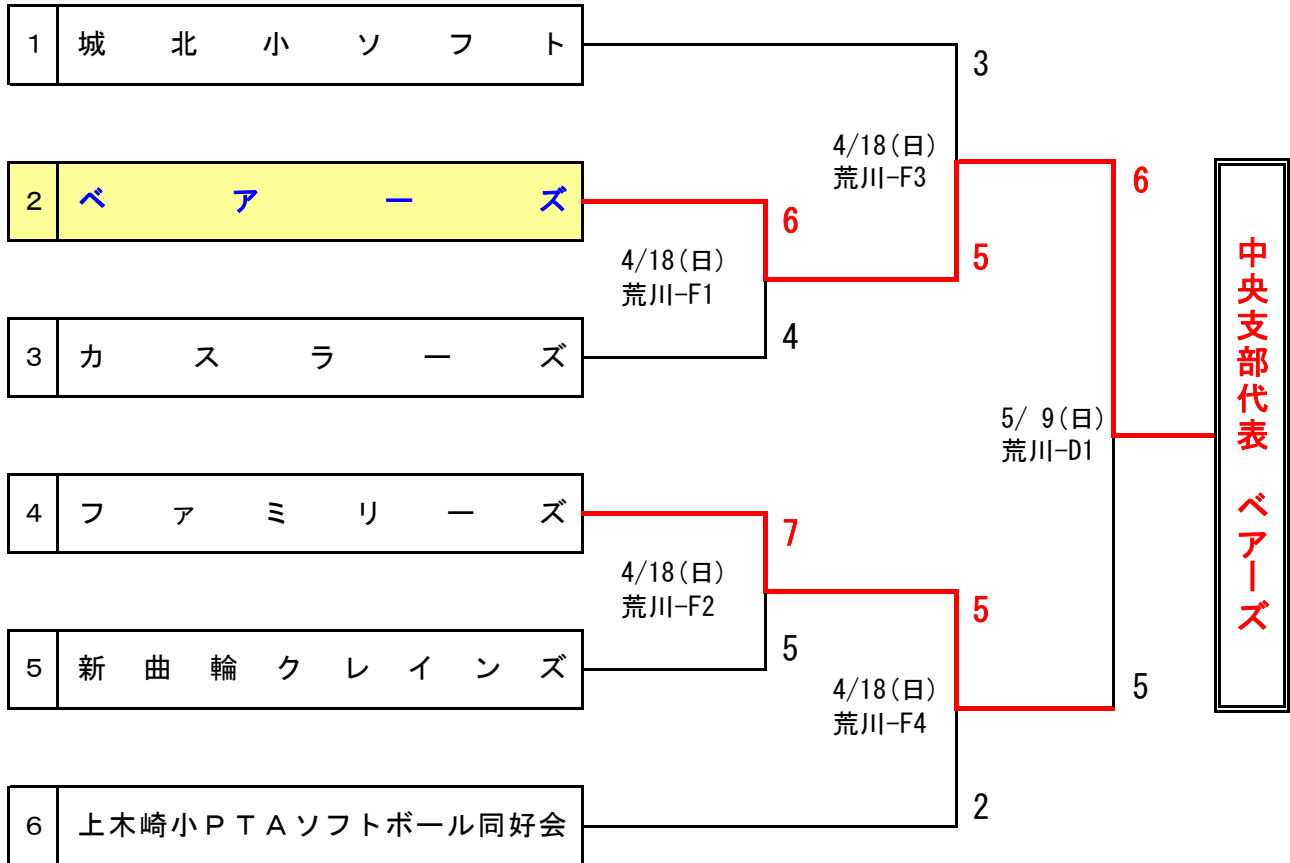 1 城北小ソフト
3
4/18(日)
荒川-F3
2 ベアーズ
6
6
4/18(日)
荒川-F1
5
3 カスラーズ
4
5/ 9(日)
荒川-D1
中央支部代表 ベアーズ
4 ファミリーズ
7
4/18(日)
荒川-F2
5
5 新曲輪クレインズ
5
4/18(日)
荒川-F4
5
6 上木崎小PTAソフトボール同好会
2